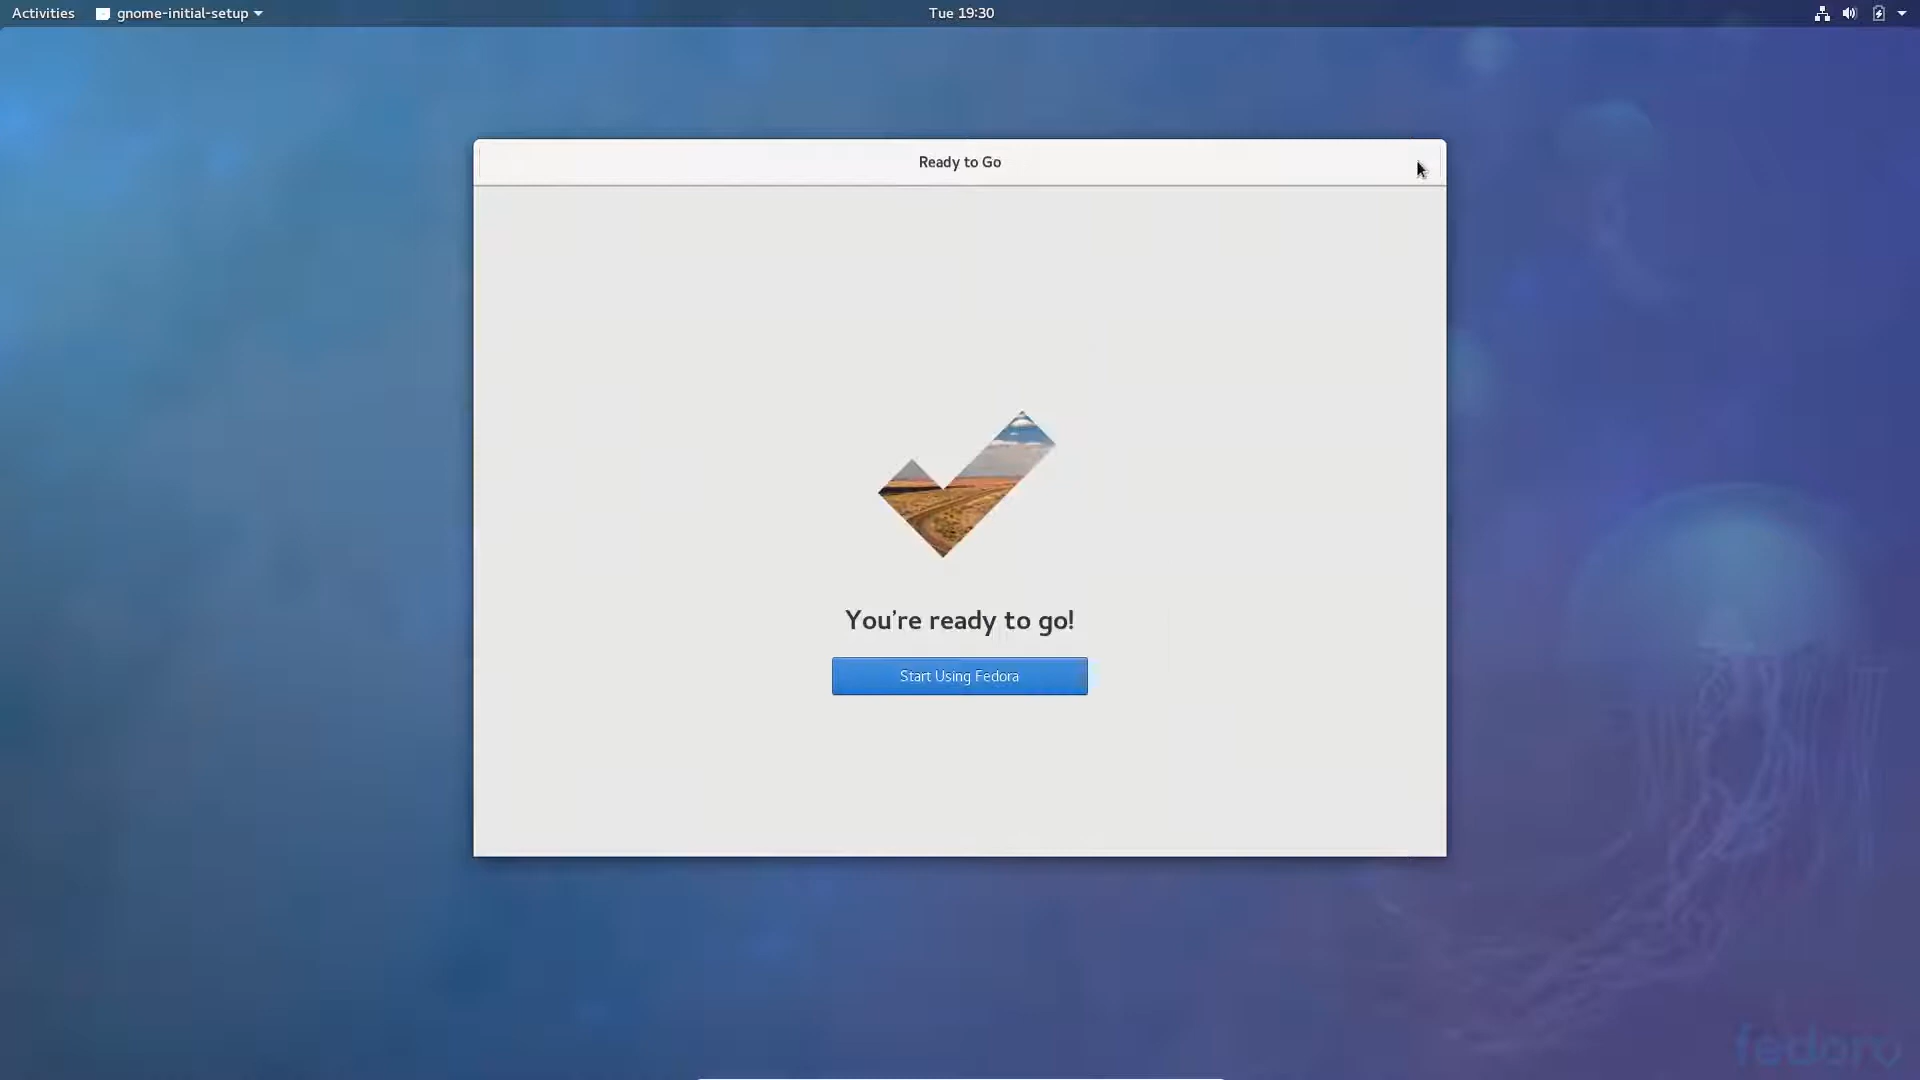 Activities gnome-initial-setup Tue 19:30
Ready to Go
You're ready to go!
Start Using Fedora
fedora